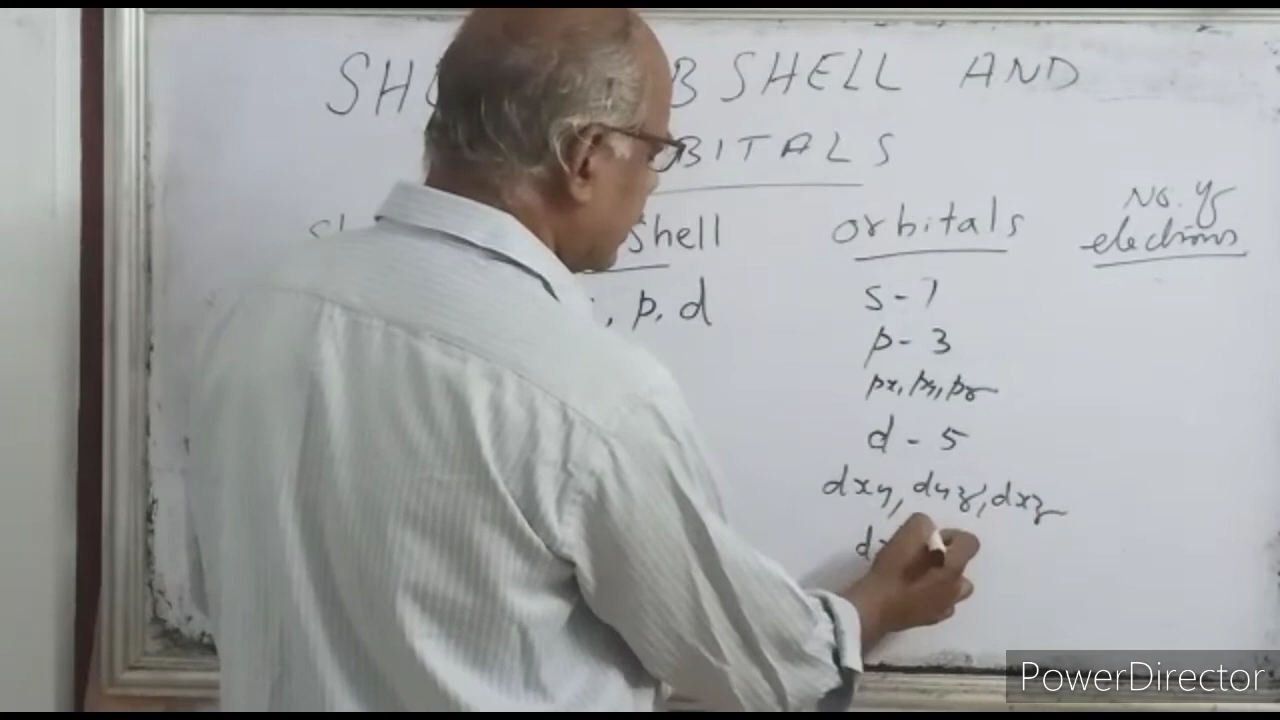 SH B SHELL AND
BITALS
Shell orbitals No. of electrons
p, d s - 1
p - 3
px, py, pz
d - 5
dxy, dyz, dxz
d
PowerDirector